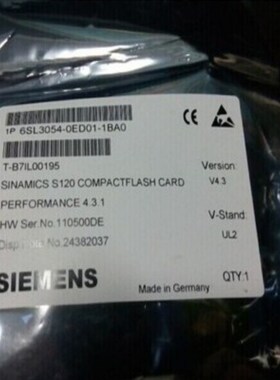 1P 6SL3054-0ED01-1BA0
T-B7IL00195
SINAMICS S120 COMPACTFLASH CARD
PERFORMANCE 4.3.1
HW Ser.No.:110500DE
Note No.:24382037
SIEMENS
CE
Version
V4.3
V-Stand:
UL2
QTY:1
Made in Germany